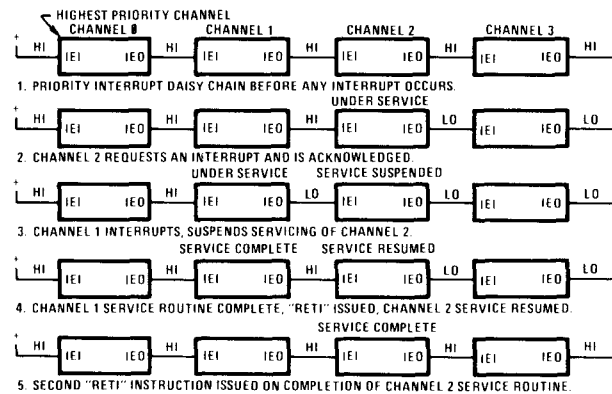 HIGHEST PRIORITY CHANNEL
CHANNEL 0 CHANNEL 1 CHANNEL 2 CHANNEL 3
+ HI IEI IEO HI IEI IEO HI IEI IEO HI IEI IEO HI
1. PRIORITY INTERRUPT DAISY CHAIN BEFORE ANY INTERRUPT OCCURS.
UNDER SERVICE
+ HI IEI IEO HI IEI IEO HI IEI IEO LO IEI IEO LO
2. CHANNEL 2 REQUESTS AN INTERRUPT AND IS ACKNOWLEDGED.
UNDER SERVICE SERVICE SUSPENDED
+ HI IEI IEO HI IEI IEO LO IEI IEO LO IEI IEO LO
3. CHANNEL 1 INTERRUPTS, SUSPENDS SERVICING OF CHANNEL 2.
SERVICE COMPLETE SERVICE RESUMED
+ HI IEI IEO HI IEI IEO HI IEI IEO LO IEI IEO LO
4. CHANNEL 1 SERVICE ROUTINE COMPLETE, "RETI" ISSUED, CHANNEL 2 SERVICE RESUMED.
SERVICE COMPLETE
+ HI IEI IEO HI IEI IEO HI IEI IEO HI IEI IEO HI
5. SECOND "RETI" INSTRUCTION ISSUED ON COMPLETION OF CHANNEL 2 SERVICE ROUTINE.